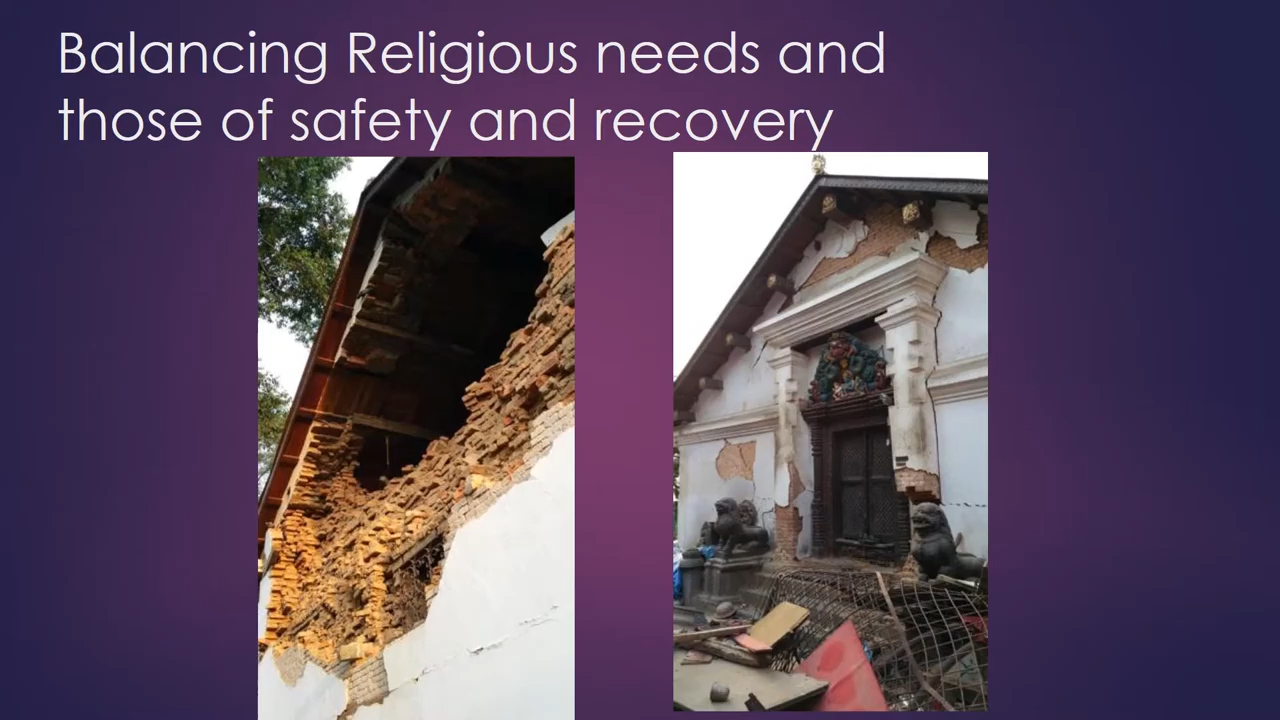 Balancing Religious needs and
those of safety and recovery